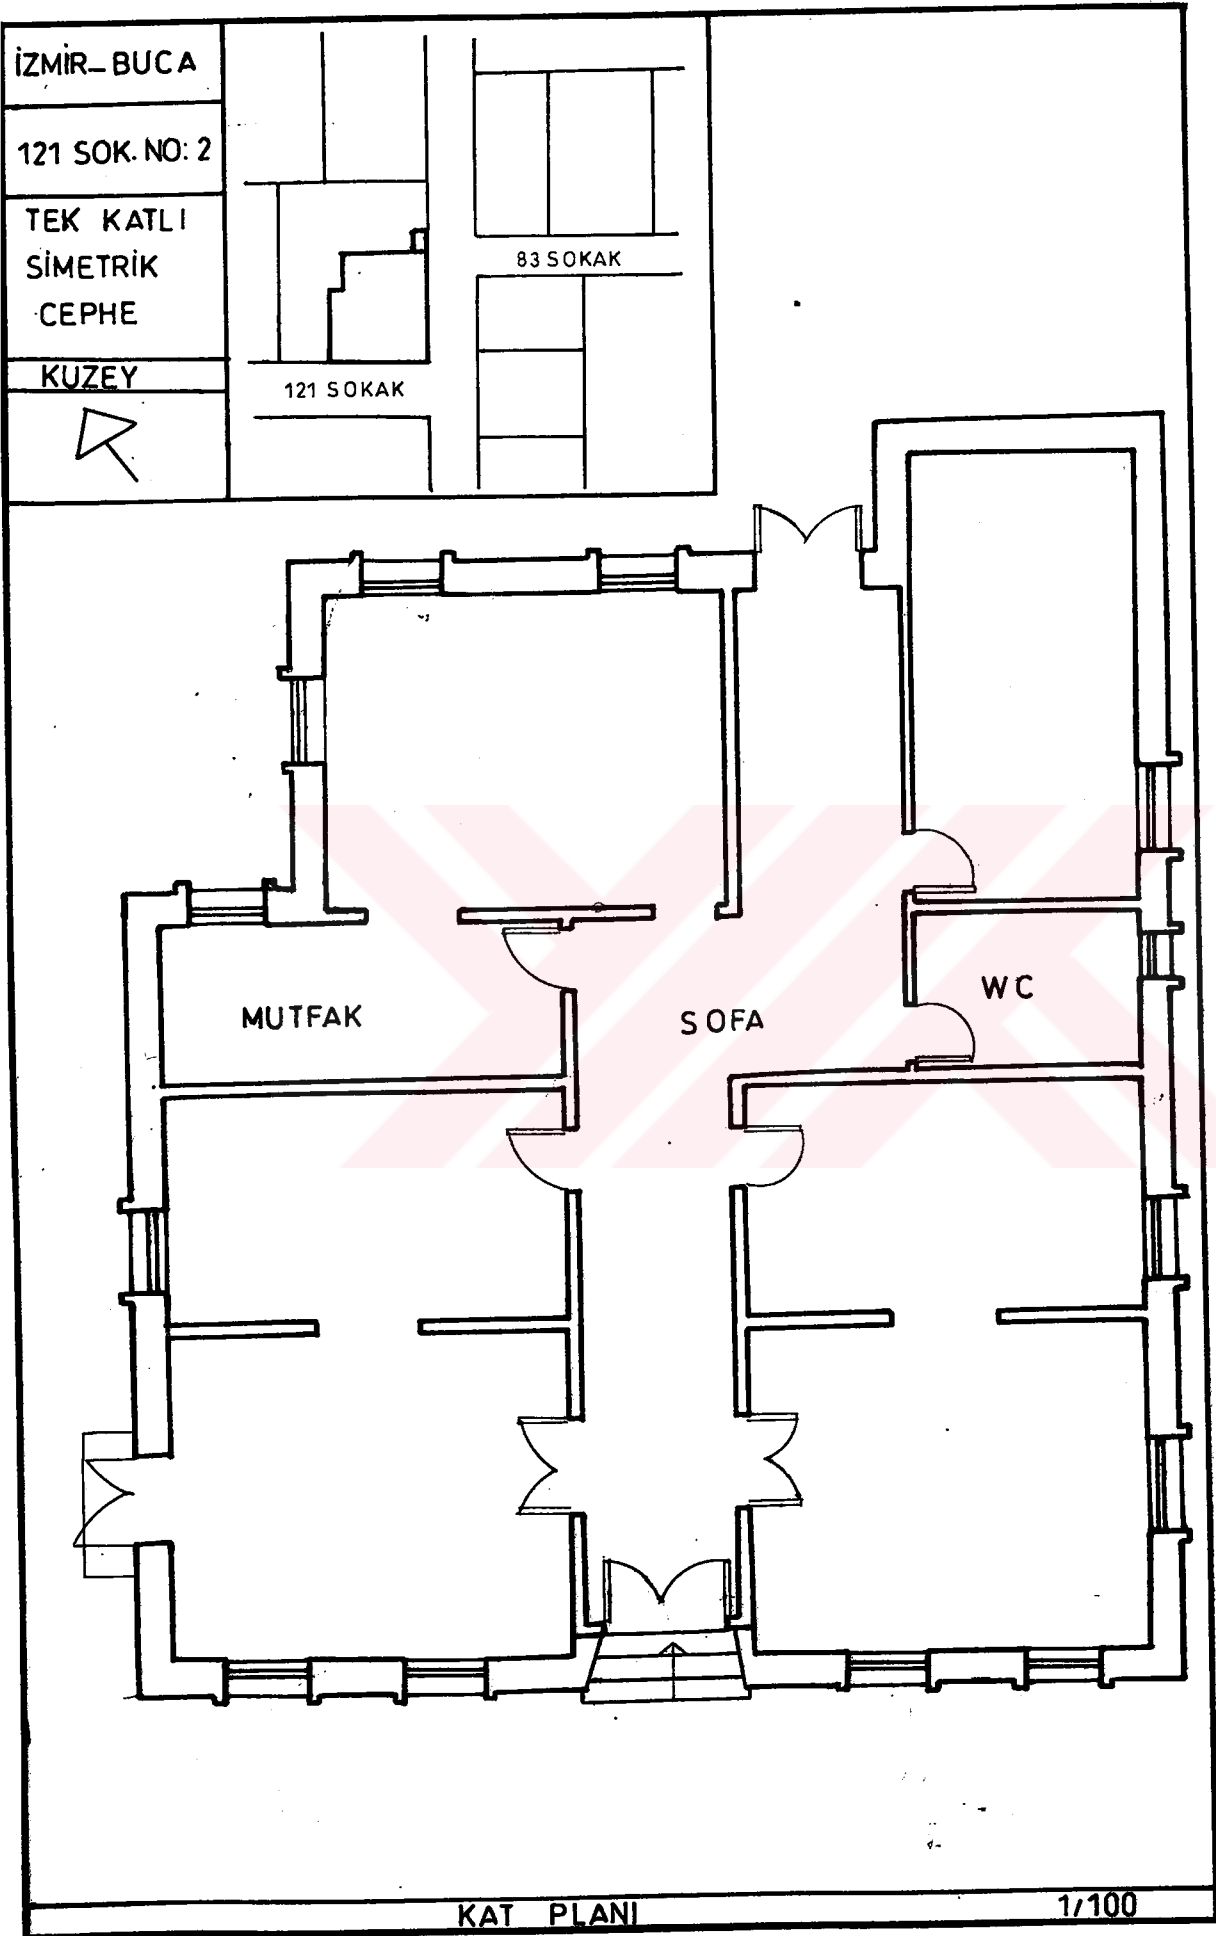 İZMİR-BUCA
121 SOK. NO: 2
TEK KATLI
SİMETRİK
CEPHE
KUZEY
83 SOKAK
121 SOKAK
MUTFAK
SOFA
WC
KAT PLANI
1/100